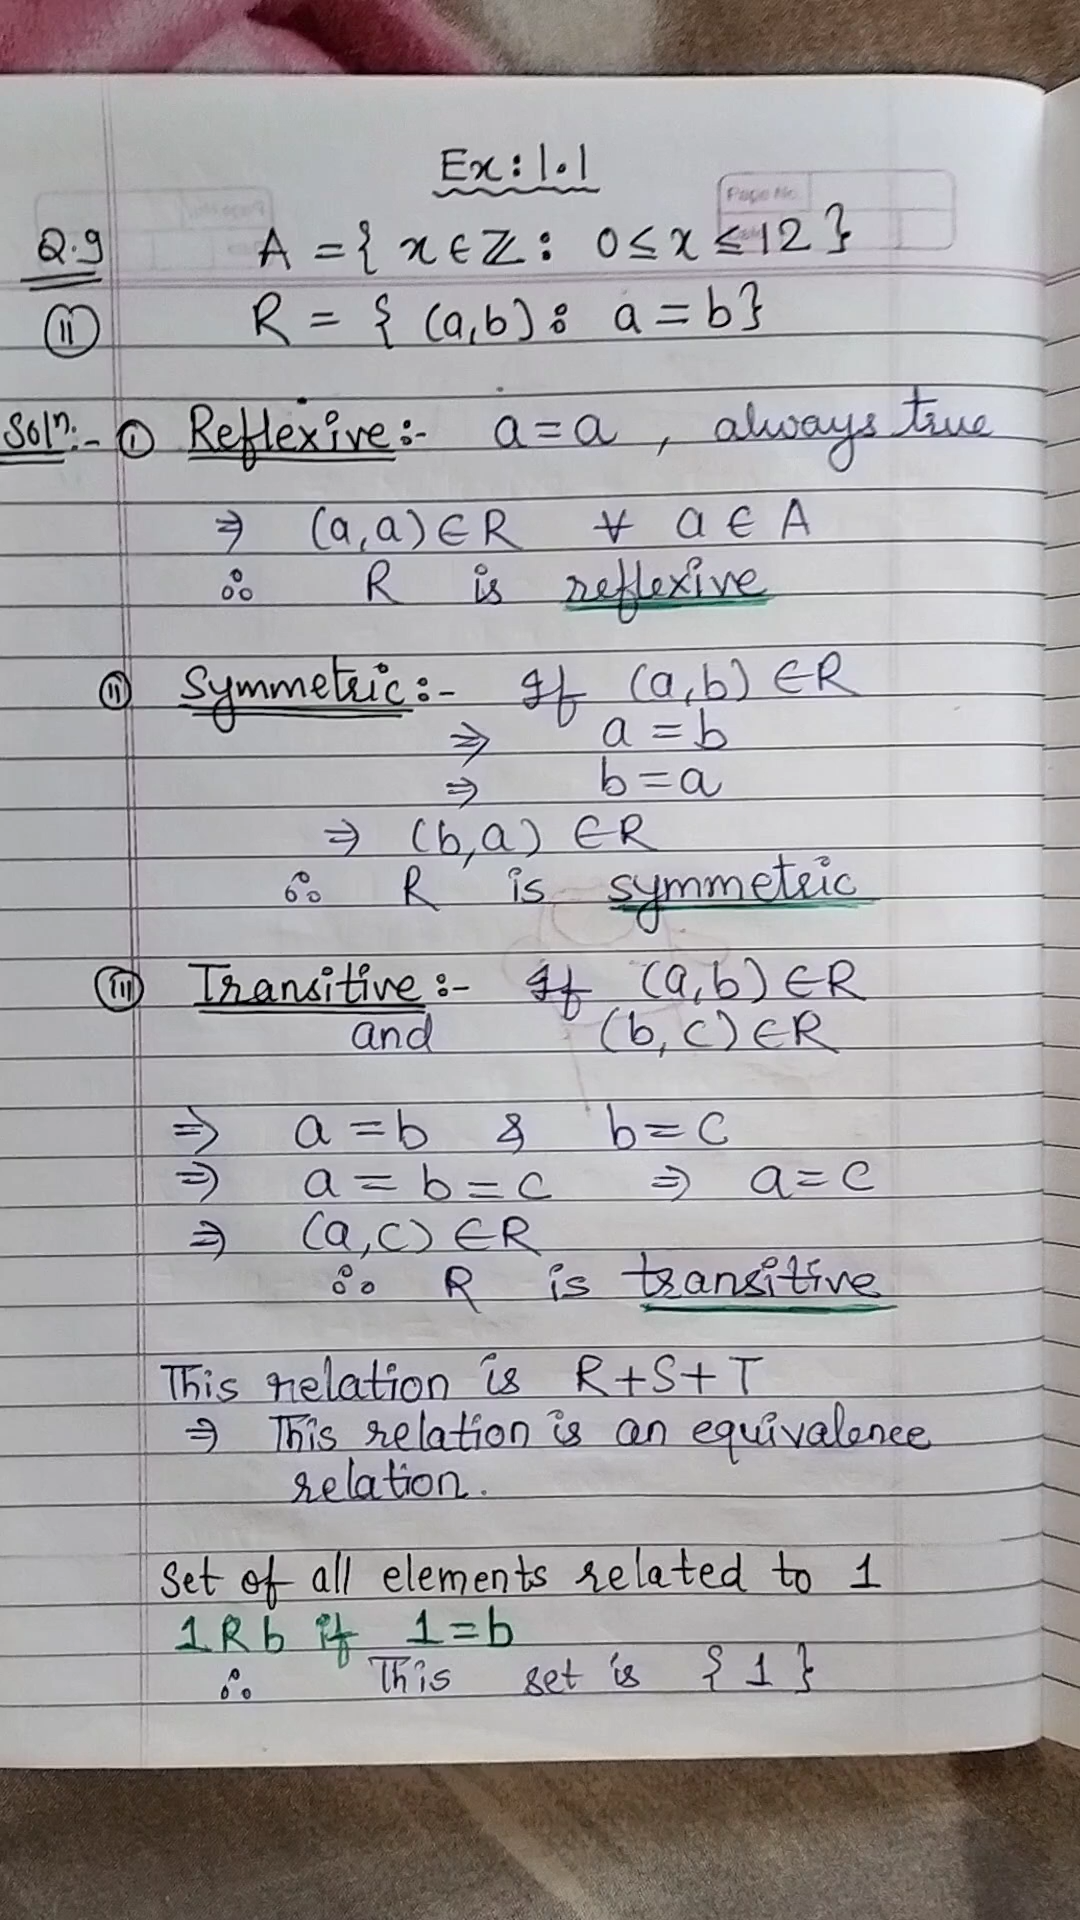 Ex: 1.1
Page No.
Q.9 A = { x ∈ Z : 0 ≤ x ≤ 12 }
(ii) R = { (a,b) : a = b }
Solⁿ:- (i) Reflexive :- a = a , always true
⇒ (a,a) ∈ R ∀ a ∈ A
∴ R is reflexive
(ii) Symmetric :- If (a,b) ∈ R
⇒ a = b
⇒ b = a
⇒ (b,a) ∈ R
∴ R is symmetric
(iii) Transitive :- If (a,b) ∈ R
and (b,c) ∈ R
⇒ a = b & b = c
⇒ a = b = c ⇒ a = c
⇒ (a,c) ∈ R
∴ R is transitive
This relation is R+S+T
⇒ This relation is an equivalence
relation.
Set of all elements related to 1
1 R b if 1 = b
∴ This set is { 1 }